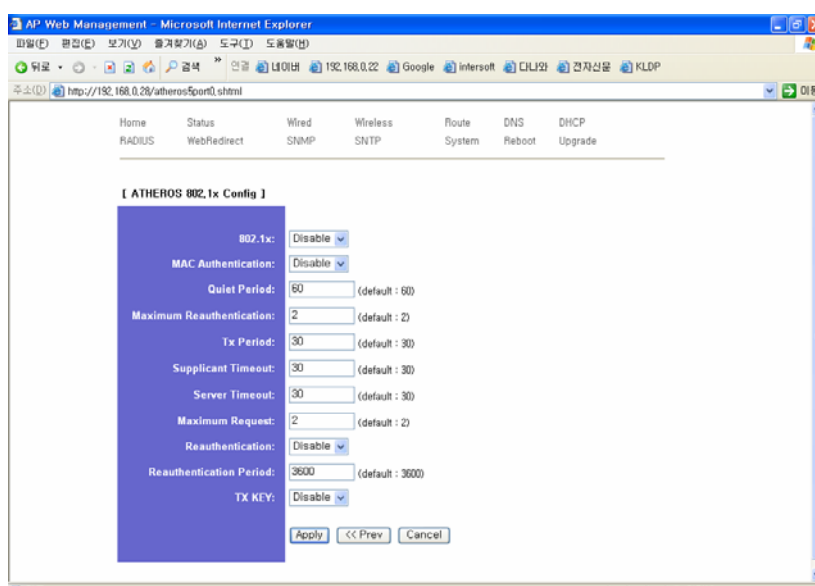 AP Web Management - Microsoft Internet Explorer
파일(F) 편집(E) 보기(V) 즐겨찾기(A) 도구(T) 도움말(H)
뒤로 검색 » 연결 네이버 192,168,0,22 Google intersoft 다나와 전자신문 KLDP
주소(D) http://192,168,0,28/atheros5port0,shtml 이동
Home Status Wired Wireless Route DNS DHCP
RADIUS WebRedirect SNMP SNTP System Reboot Upgrade
[ ATHEROS 802,1x Config ]
802.1x: Disable
MAC Authentication: Disable
Quiet Period: 60 (default : 60)
Maximum Reauthentication: 2 (default : 2)
Tx Period: 30 (default : 30)
Supplicant Timeout: 30 (default : 30)
Server Timeout: 30 (default : 30)
Maximum Request: 2 (default : 2)
Reauthentication: Disable
Reauthentication Period: 3600 (default : 3600)
TX KEY: Disable
Apply << Prev Cancel